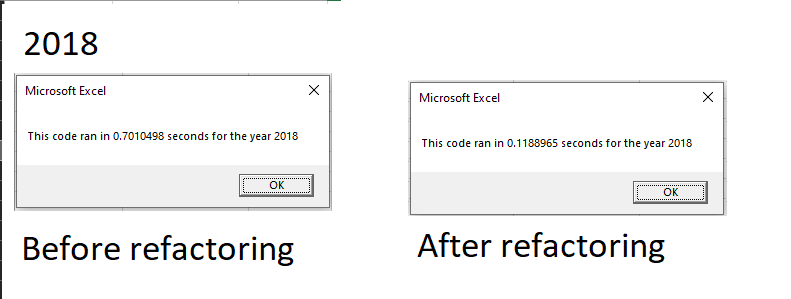 2018
Microsoft Excel
This code ran in 0.7010498 seconds for the year 2018
OK
Before refactoring
Microsoft Excel
This code ran in 0.1188965 seconds for the year 2018
OK
After refactoring